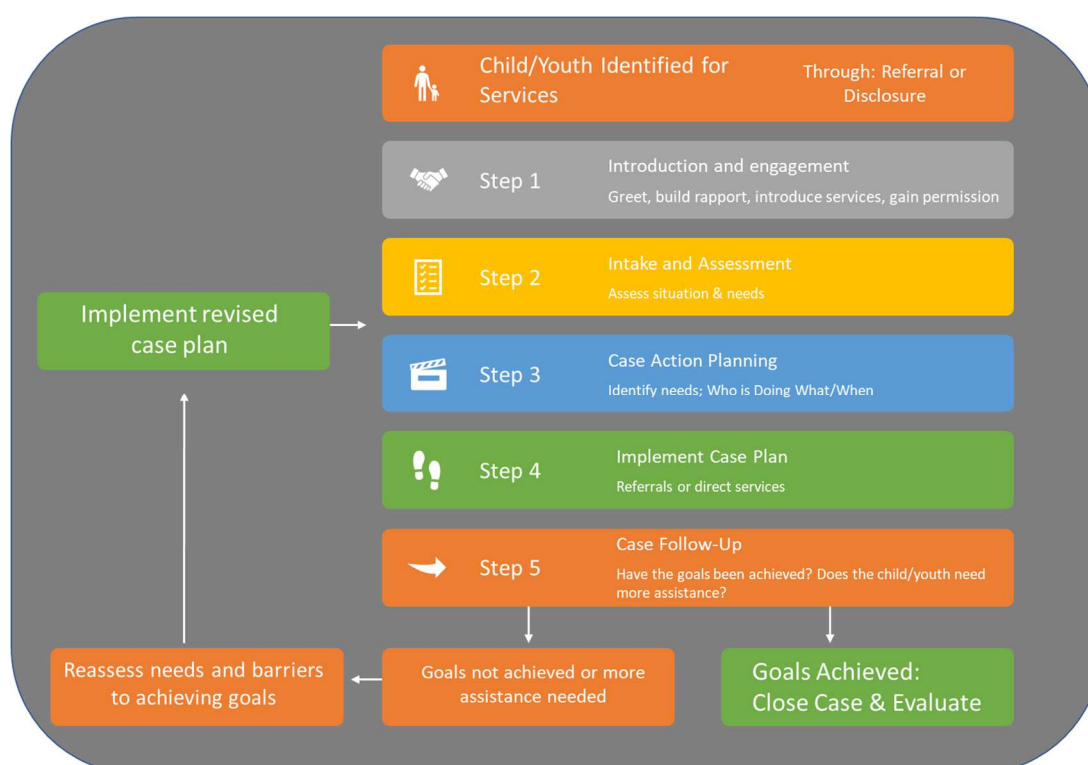 Child/Youth Identified for
Services
Through: Referral or
Disclosure
Step 1
Introduction and engagement
Greet, build rapport, introduce services, gain permission
Step 2
Intake and Assessment
Assess situation & needs
Implement revised
case plan
Step 3
Case Action Planning
Identify needs; Who is Doing What/When
Step 4
Implement Case Plan
Referrals or direct services
Step 5
Case Follow-Up
Have the goals been achieved? Does the child/youth need
more assistance?
Reassess needs and barriers
to achieving goals
Goals not achieved or more
assistance needed
Goals Achieved:
Close Case & Evaluate